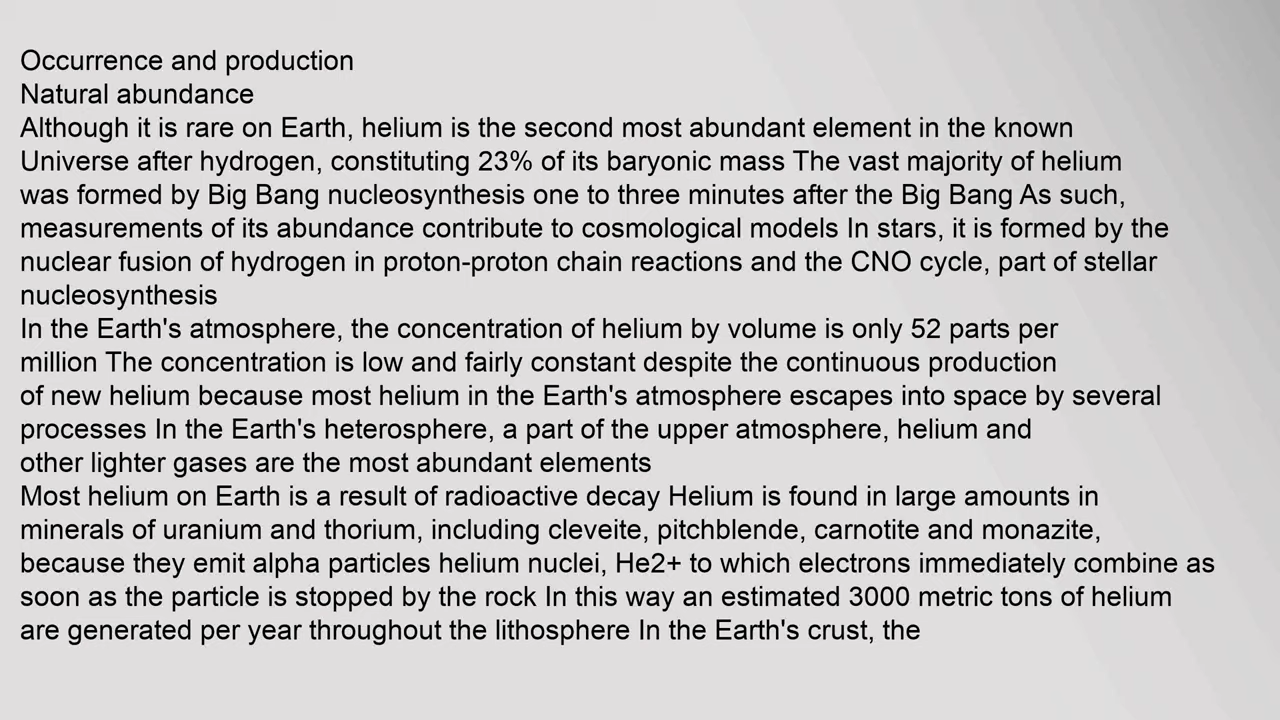 Occurrence and production
Natural abundance
Although it is rare on Earth, helium is the second most abundant element in the known
Universe after hydrogen, constituting 23% of its baryonic mass The vast majority of helium
was formed by Big Bang nucleosynthesis one to three minutes after the Big Bang As such,
measurements of its abundance contribute to cosmological models In stars, it is formed by the
nuclear fusion of hydrogen in proton-proton chain reactions and the CNO cycle, part of stellar
nucleosynthesis
In the Earth's atmosphere, the concentration of helium by volume is only 52 parts per
million The concentration is low and fairly constant despite the continuous production
of new helium because most helium in the Earth's atmosphere escapes into space by several
processes In the Earth's heterosphere, a part of the upper atmosphere, helium and
other lighter gases are the most abundant elements
Most helium on Earth is a result of radioactive decay Helium is found in large amounts in
minerals of uranium and thorium, including cleveite, pitchblende, carnotite and monazite,
because they emit alpha particles helium nuclei, He2+ to which electrons immediately combine as
soon as the particle is stopped by the rock In this way an estimated 3000 metric tons of helium
are generated per year throughout the lithosphere In the Earth's crust, the